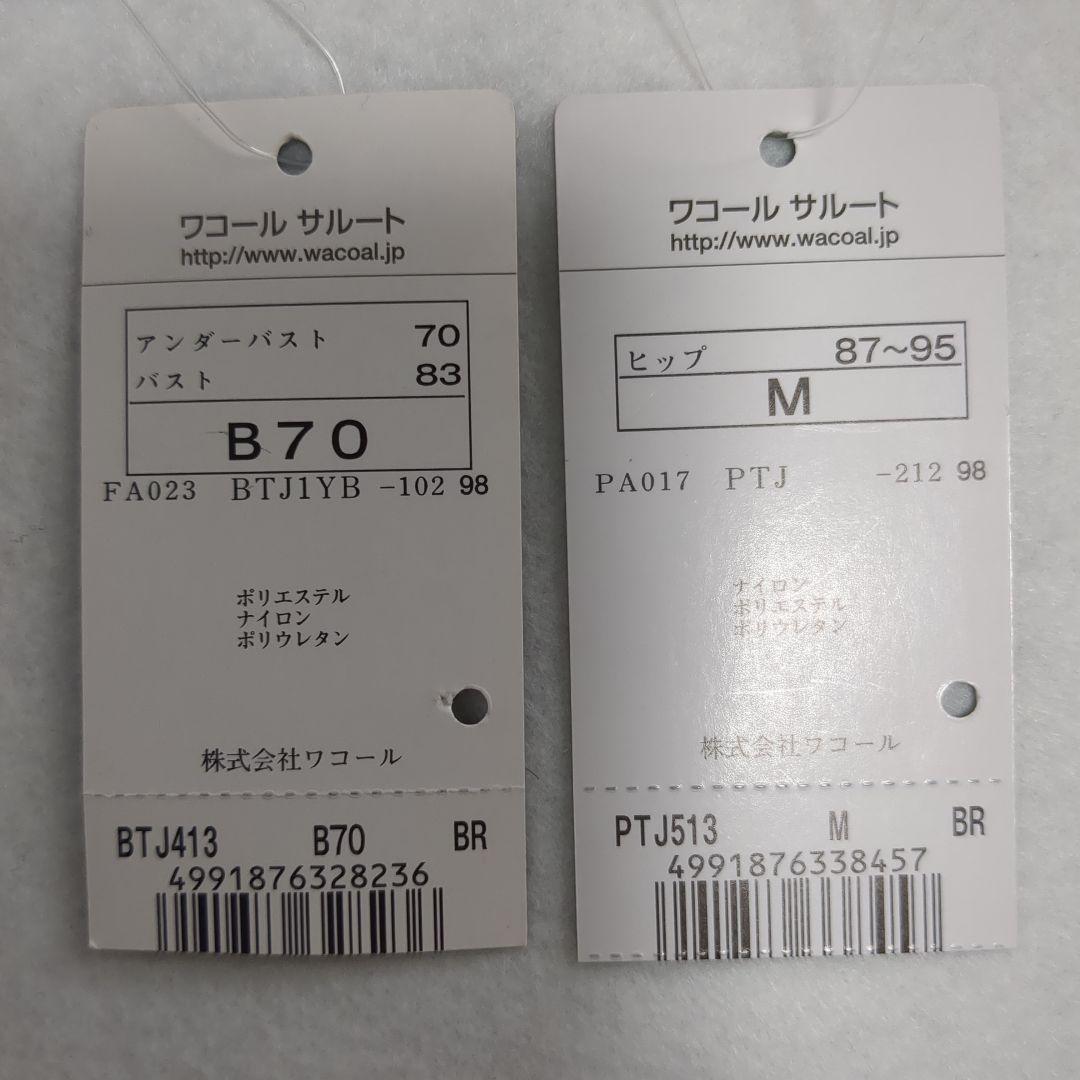 ワコール サルート
http://www.wacoal.jp
アンダーバスト 70
バスト 83
B70
FA023 BTJ1YB -102 98
ポリエステル
ナイロン
ポリウレタン
株式会社ワコール
BTJ413 B70 BR
4991876328236
ワコール サルート
http://www.wacoal.jp
ヒップ 87~95
M
PA017 PTJ -212 98
ナイロン
ポリエステル
ポリウレタン
株式会社ワコール
PTJ513 M BR
4991876338457